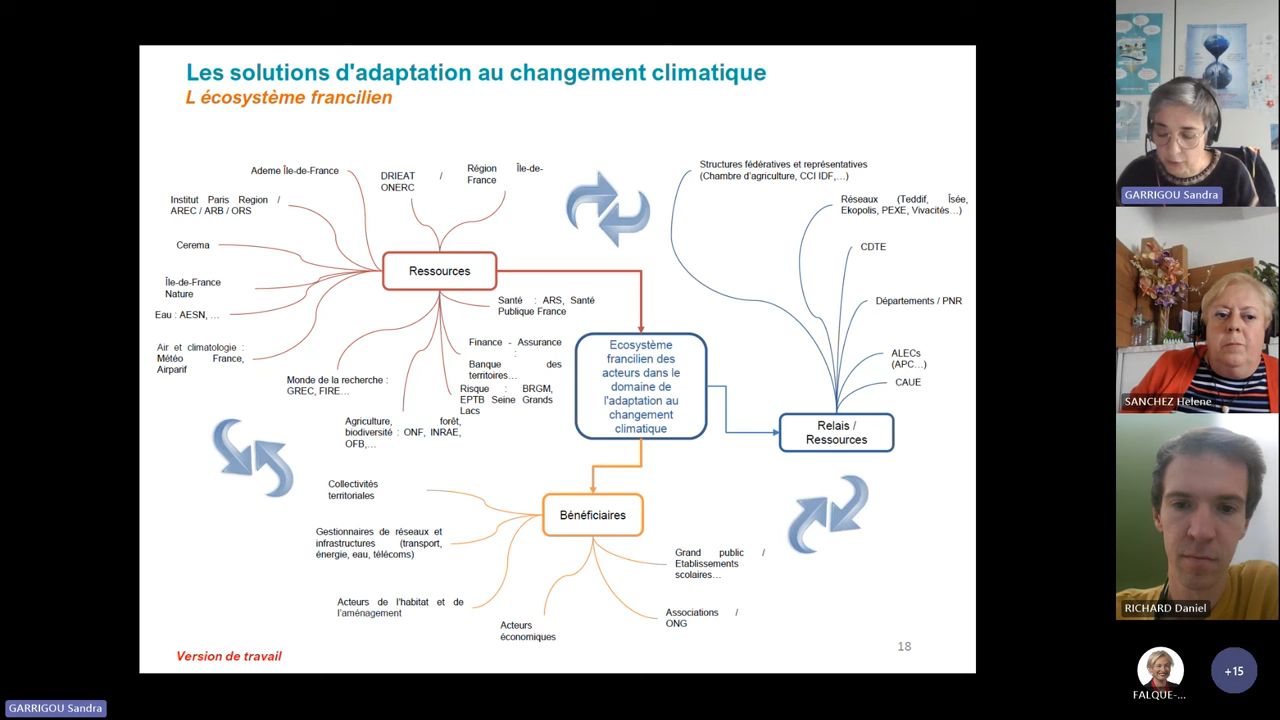 Les solutions d'adaptation au changement climatique
L écosystème francilien
Ademe Île-de-France
DRIEAT /
ONERC
Région Île-de-
France
Institut Paris Region /
AREC / ARB / ORS
Cerema
Île-de-France
Nature
Eau : AESN, ...
Air et climatologie :
Météo France,
Airparif
Ressources
Santé : ARS, Santé
Publique France
Finance - Assurance
:
Banque des
territoires...
Risque : BRGM,
EPTB Seine Grands
Lacs
Monde de la recherche :
GREC, FIRE...
Agriculture, forêt,
biodiversité : ONF, INRAE,
OFB,...
Structures fédératives et représentatives
(Chambre d'agriculture, CCI IDF,...)
Réseaux (Teddif, Îsée,
Ekopolis, PEXE, Vivacités...)
CDTE
Départements / PNR
ALECs
(APC...)
CAUE
Relais /
Ressources
Ecosystème
francilien des
acteurs dans le
domaine de
l'adaptation au
changement
climatique
Bénéficiaires
Collectivités
territoriales
Gestionnaires de réseaux et
infrastructures (transport,
énergie, eau, télécoms)
Acteurs de l'habitat et de
l'aménagement
Acteurs
économiques
Grand public /
Etablissements
scolaires...
Associations /
ONG
18
Version de travail
GARRIGOU Sandra
SANCHEZ Helene
RICHARD Daniel
FALQUE-...
+15
GARRIGOU Sandra